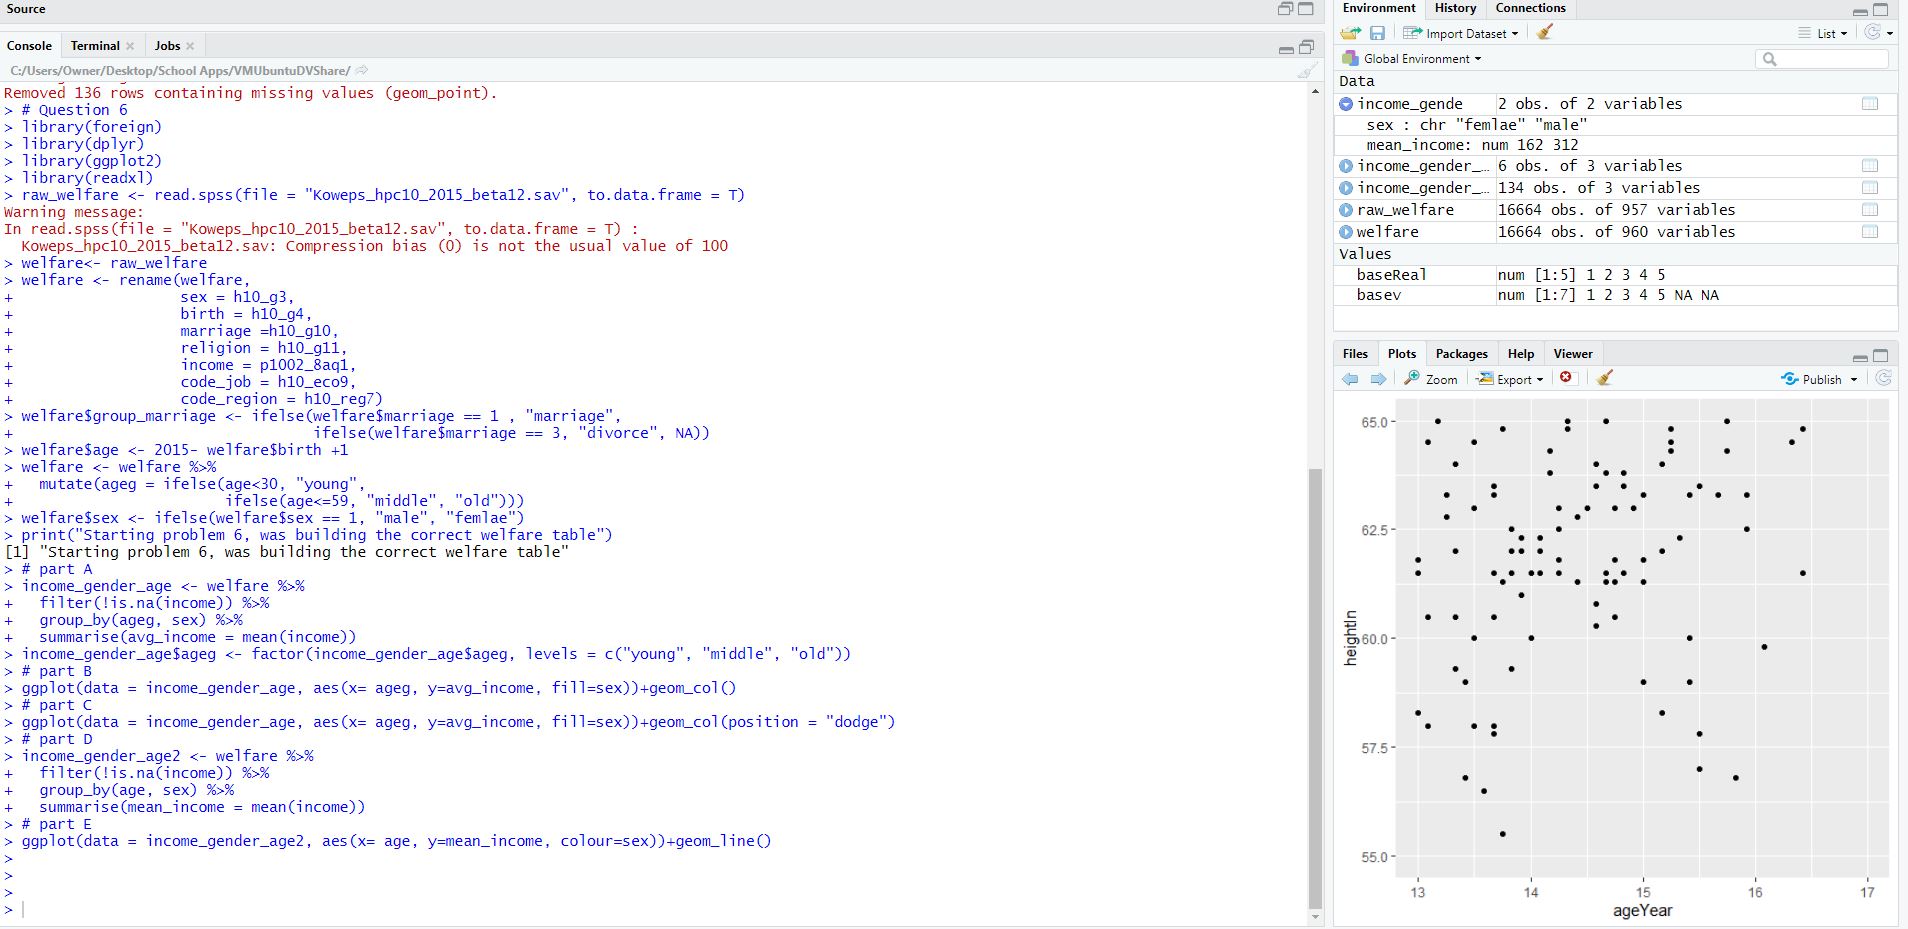 Source
Console Terminal Jobs
C:/Users/Owner/Desktop/School Apps/VMUbuntuDVShare/
Removed 136 rows containing missing values (geom_point).
> # Question 6
> library(foreign)
> library(dplyr)
> library(ggplot2)
> library(readxl)
> raw_welfare <- read.spss(file = "Koweps_hpc10_2015_beta12.sav", to.data.frame = T)
Warning message:
In read.spss(file = "Koweps_hpc10_2015_beta12.sav", to.data.frame = T) :
  Koweps_hpc10_2015_beta12.sav: Compression bias (0) is not the usual value of 100
> welfare<- raw_welfare
> welfare <- rename(welfare,
+                   sex = h10_g3,
+                   birth = h10_g4,
+                   marriage =h10_g10,
+                   religion = h10_g11,
+                   income = p1002_8aq1,
+                   code_job = h10_eco9,
+                   code_region = h10_reg7)
> welfare$group_marriage <- ifelse(welfare$marriage == 1 , "marriage",
+                                  ifelse(welfare$marriage == 3, "divorce", NA))
> welfare$age <- 2015- welfare$birth +1
> welfare <- welfare %>%
+   mutate(ageg = ifelse(age<30, "young",
+                        ifelse(age<=59, "middle", "old")))
> welfare$sex <- ifelse(welfare$sex == 1, "male", "femlae")
> print("Starting problem 6, was building the correct welfare table")
[1] "Starting problem 6, was building the correct welfare table"
> # part A
> income_gender_age <- welfare %>%
+   filter(!is.na(income)) %>%
+   group_by(ageg, sex) %>%
+   summarise(avg_income = mean(income))
> income_gender_age$ageg <- factor(income_gender_age$ageg, levels = c("young", "middle", "old"))
> # part B
> ggplot(data = income_gender_age, aes(x= ageg, y=avg_income, fill=sex))+geom_col()
> # part C
> ggplot(data = income_gender_age, aes(x= ageg, y=avg_income, fill=sex))+geom_col(position = "dodge")
> # part D
> income_gender_age2 <- welfare %>%
+   filter(!is.na(income)) %>%
+   group_by(age, sex) %>%
+   summarise(mean_income = mean(income))
> # part E
> ggplot(data = income_gender_age2, aes(x= age, y=mean_income, colour=sex))+geom_line()
>
>
>
>
Environment History Connections
Import Dataset List
Global Environment
Data
income_gende 2 obs. of 2 variables
sex : chr "femlae" "male"
mean_income: num 162 312
income_gender_… 6 obs. of 3 variables
income_gender_… 134 obs. of 3 variables
raw_welfare 16664 obs. of 957 variables
welfare 16664 obs. of 960 variables
Values
baseReal num [1:5] 1 2 3 4 5
basev num [1:7] 1 2 3 4 5 NA NA
Files Plots Packages Help Viewer
Zoom Export Publish
65.0
62.5
60.0
57.5
55.0
heightIn
13 14 15 16 17
ageYear